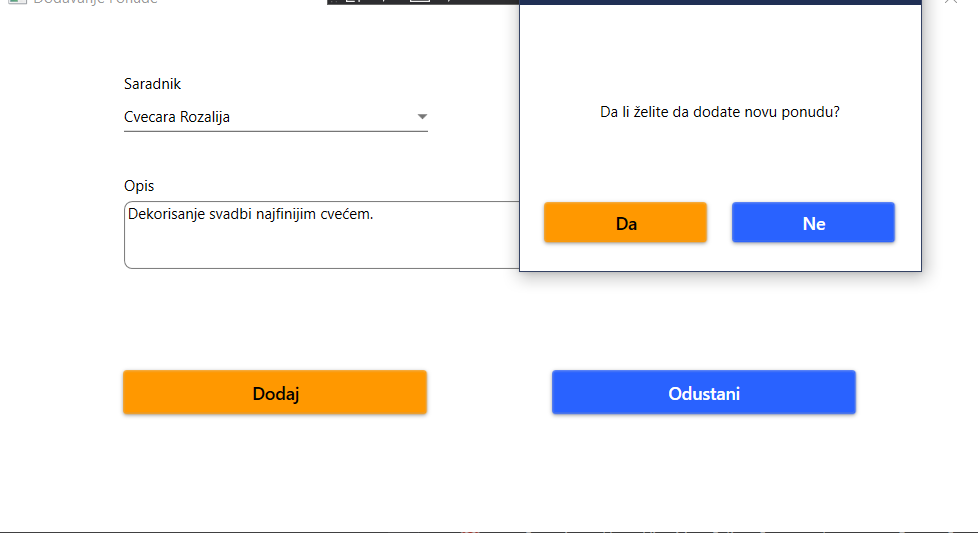 Saradnik
Cvecara Rozalija
Opis
Dekorisanje svadbi najfinijim cvećem.
Da li želite da dodate novu ponudu?
Da
Ne
Dodaj
Odustani